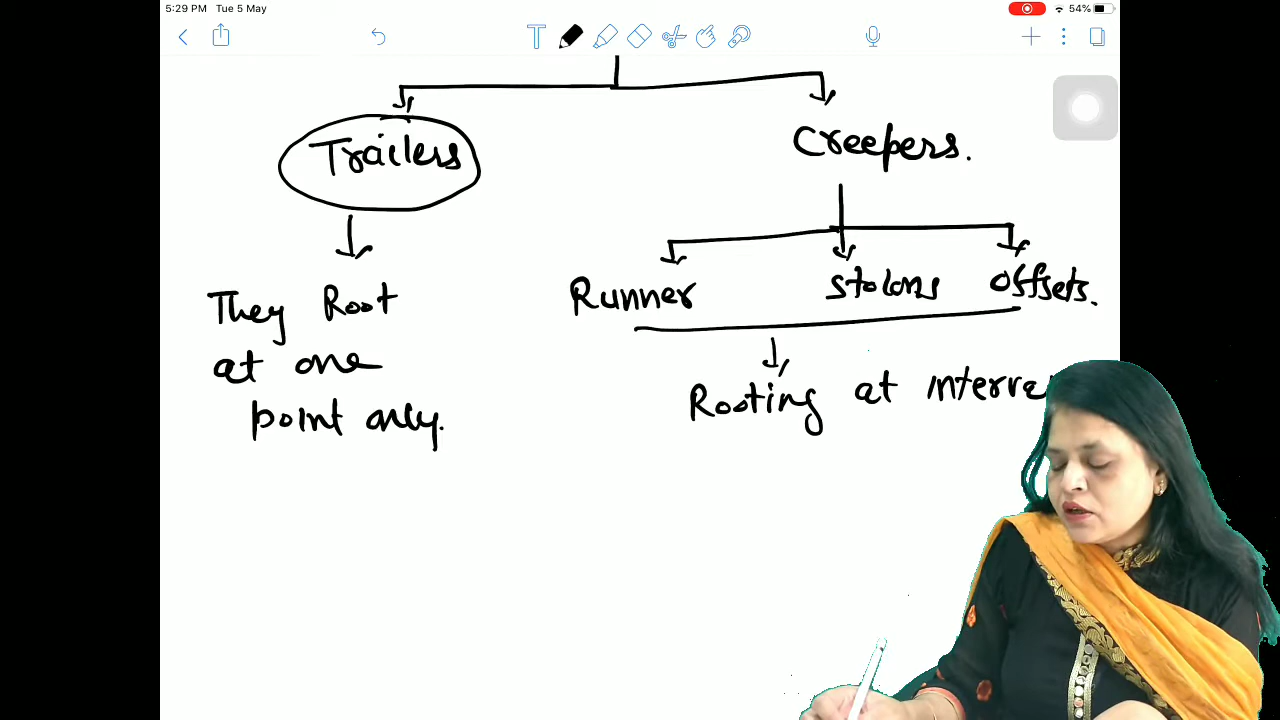 5:29 PM Tue 5 May
54%
T
Trailers
Creepers.
Runner stolons offsets.
They Root
at one
point only.
Rooting at interva